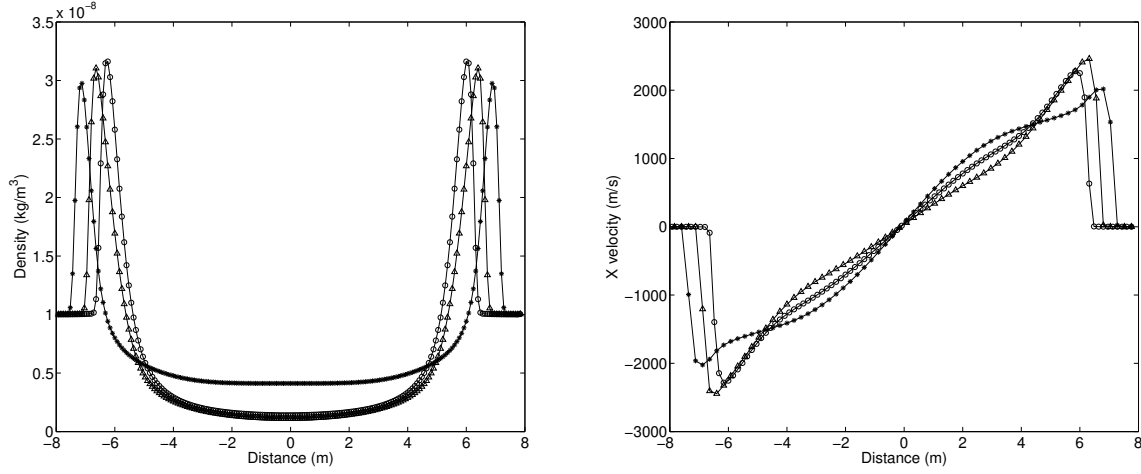 x 10⁻⁸
3.5
3
2.5
2
1.5
1
0.5
0
Density (kg/m³)
−8 −6 −4 −2 0 2 4 6 8
Distance (m)
3000
2000
1000
0
−1000
−2000
−3000
X velocity (m/s)
−8 −6 −4 −2 0 2 4 6 8
Distance (m)